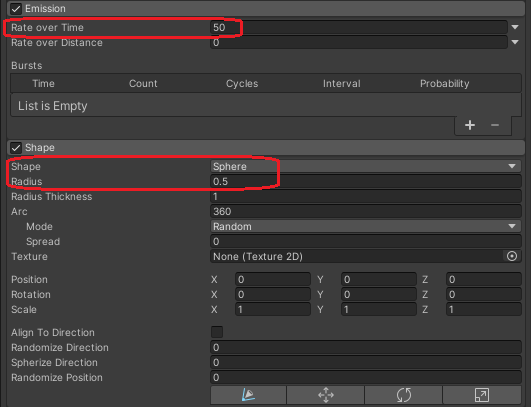 Emission
Rate over Time 50
Rate over Distance 0
Bursts
Time Count Cycles Interval Probability
List is Empty
+ −
Shape
Shape Sphere
Radius 0.5
Radius Thickness 1
Arc 360
Mode Random
Spread 0
Texture None (Texture 2D)
Position X 0 Y 0 Z 0
Rotation X 0 Y 0 Z 0
Scale X 1 Y 1 Z 1
Align To Direction
Randomize Direction 0
Spherize Direction 0
Randomize Position 0